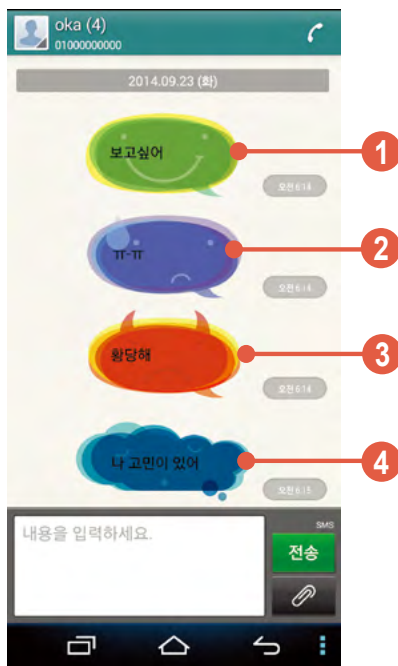 oka (4)
01000000000
2014.09.23 (화)
보고싶어
1
오전 6:14
ㅠ-ㅠ
2
오전 6:14
황당해
3
오전 6:14
나 고민이 있어
4
오전 6:15
내용을 입력하세요.
SMS
전송